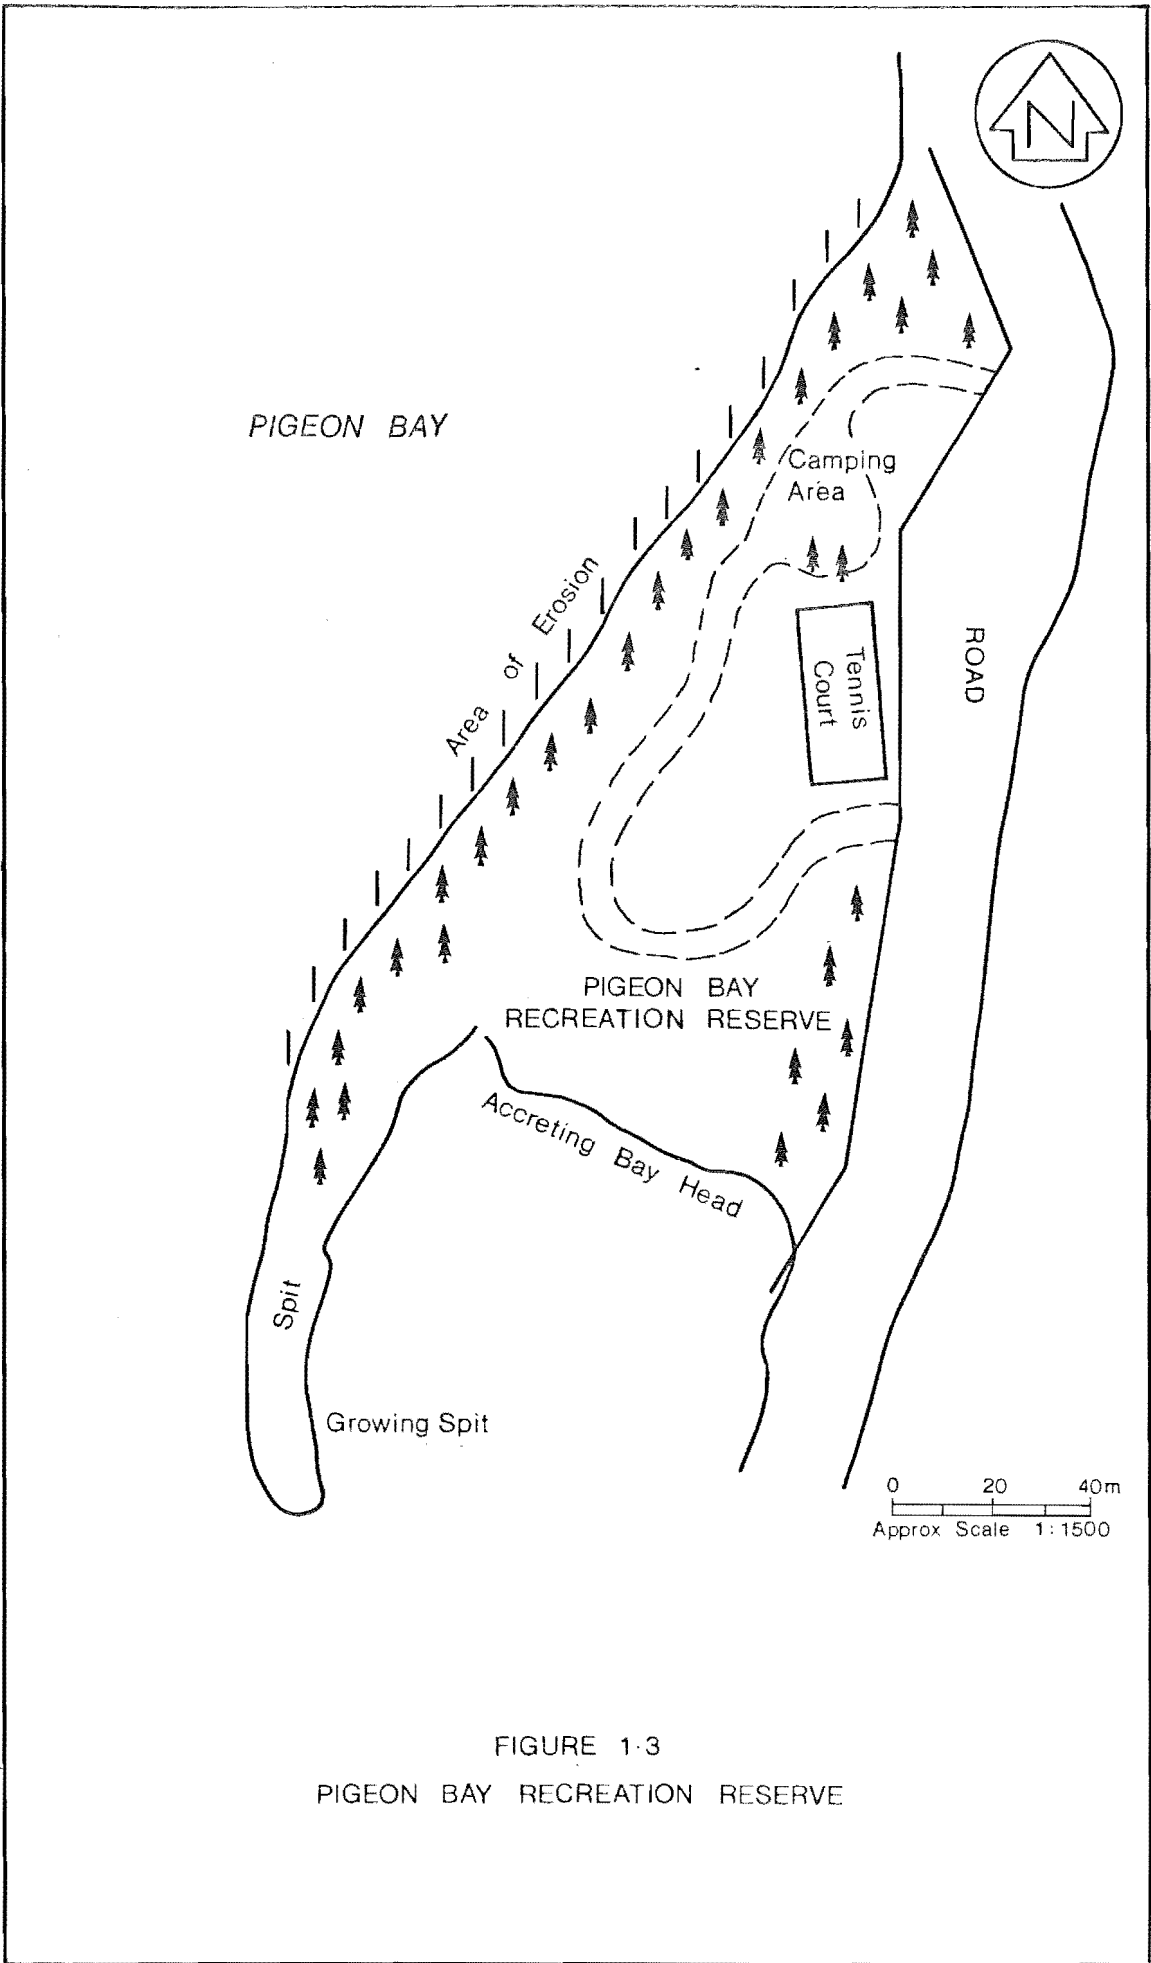 N
PIGEON BAY
Camping
Area
Area of Erosion
ROAD
Tennis
Court
PIGEON BAY
RECREATION RESERVE
Accreting Bay Head
Spit
Growing Spit
0 20 40m
Approx Scale 1:1500
FIGURE 1·3
PIGEON BAY RECREATION RESERVE